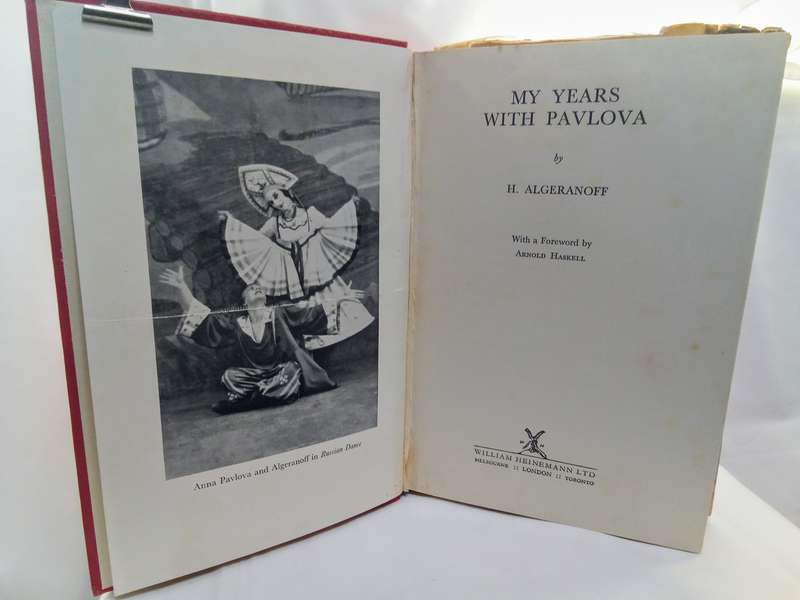 Anna Pavlova and Algeranoff in Russian Dance
MY YEARS
WITH PAVLOVA
by
H. ALGERANOFF
With a Foreword by
ARNOLD HASKELL
WILLIAM HEINEMANN LTD
MELBOURNE :: LONDON :: TORONTO